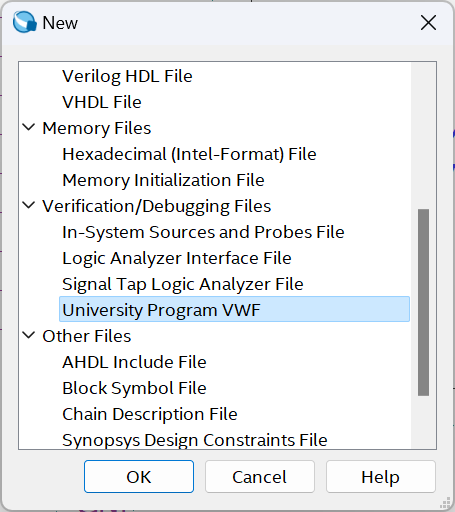 New
Verilog HDL File
VHDL File
Memory Files
Hexadecimal (Intel-Format) File
Memory Initialization File
Verification/Debugging Files
In-System Sources and Probes File
Logic Analyzer Interface File
Signal Tap Logic Analyzer File
University Program VWF
Other Files
AHDL Include File
Block Symbol File
Chain Description File
Synopsys Design Constraints File
OK Cancel Help